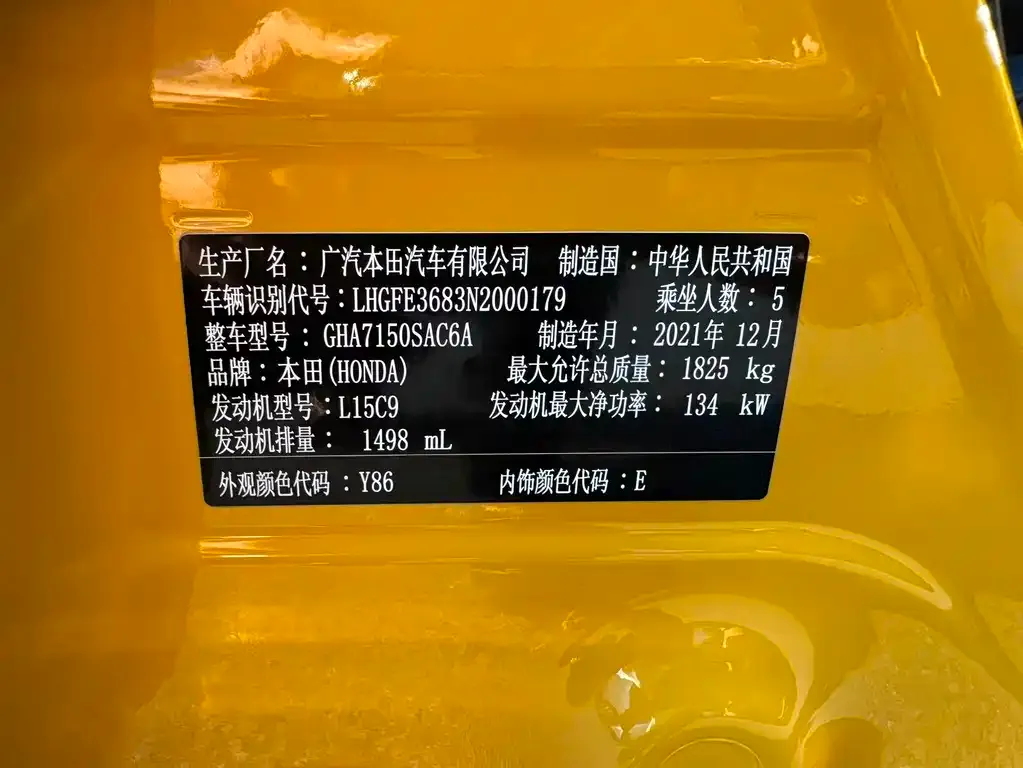 生产厂名：广汽本田汽车有限公司 制造国：中华人民共和国
车辆识别代号：LHGFE3683N2000179 乘坐人数：5
整车型号：GHA7150SAC6A 制造年月：2021年12月
品牌：本田(HONDA) 最大允许总质量：1825 kg
发动机型号：L15C9 发动机最大净功率：134 kW
发动机排量：1498 mL
外观颜色代码：Y86 内饰颜色代码：E